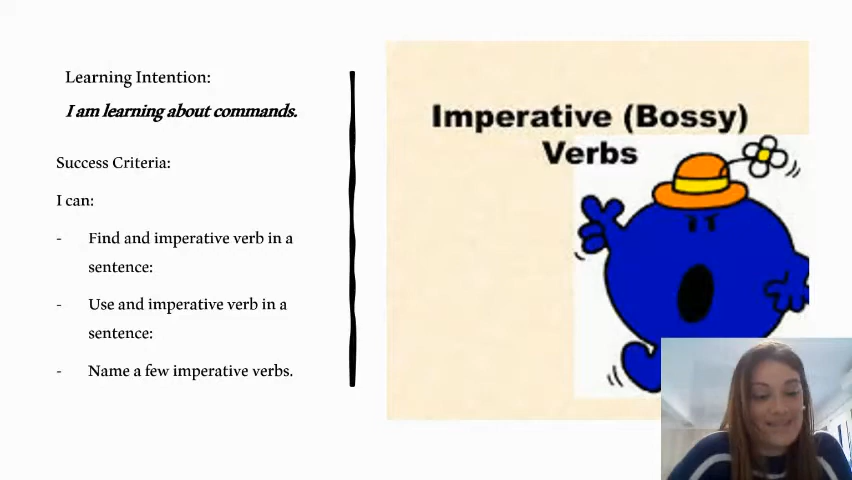 Learning Intention:
I am learning about commands.
Success Criteria:
I can:
- Find and imperative verb in a
sentence:
- Use and imperative verb in a
sentence:
- Name a few imperative verbs.
Imperative (Bossy)
Verbs